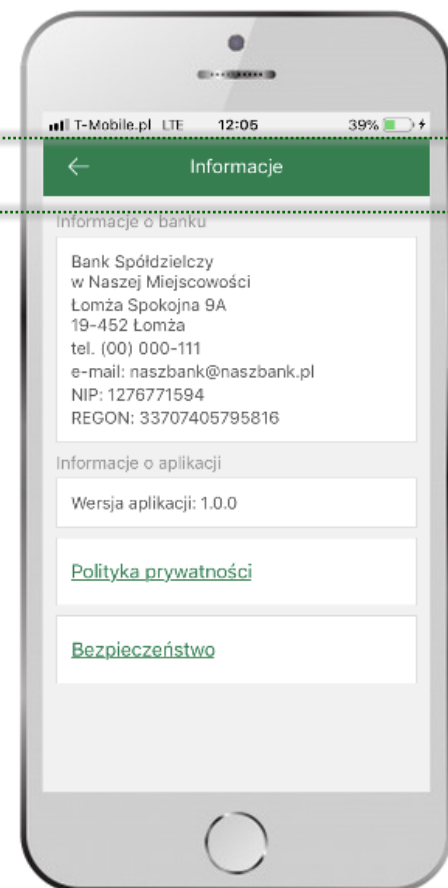 T-Mobile.pl LTE 12:05 39%
Informacje
Informacje o banku
Bank Spółdzielczy
w Naszej Miejscowości
Łomża Spokojna 9A
19-452 Łomża
tel. (00) 000-111
e-mail: naszbank@naszbank.pl
NIP: 1276771594
REGON: 33707405795816
Informacje o aplikacji
Wersja aplikacji: 1.0.0
Polityka prywatności
Bezpieczeństwo